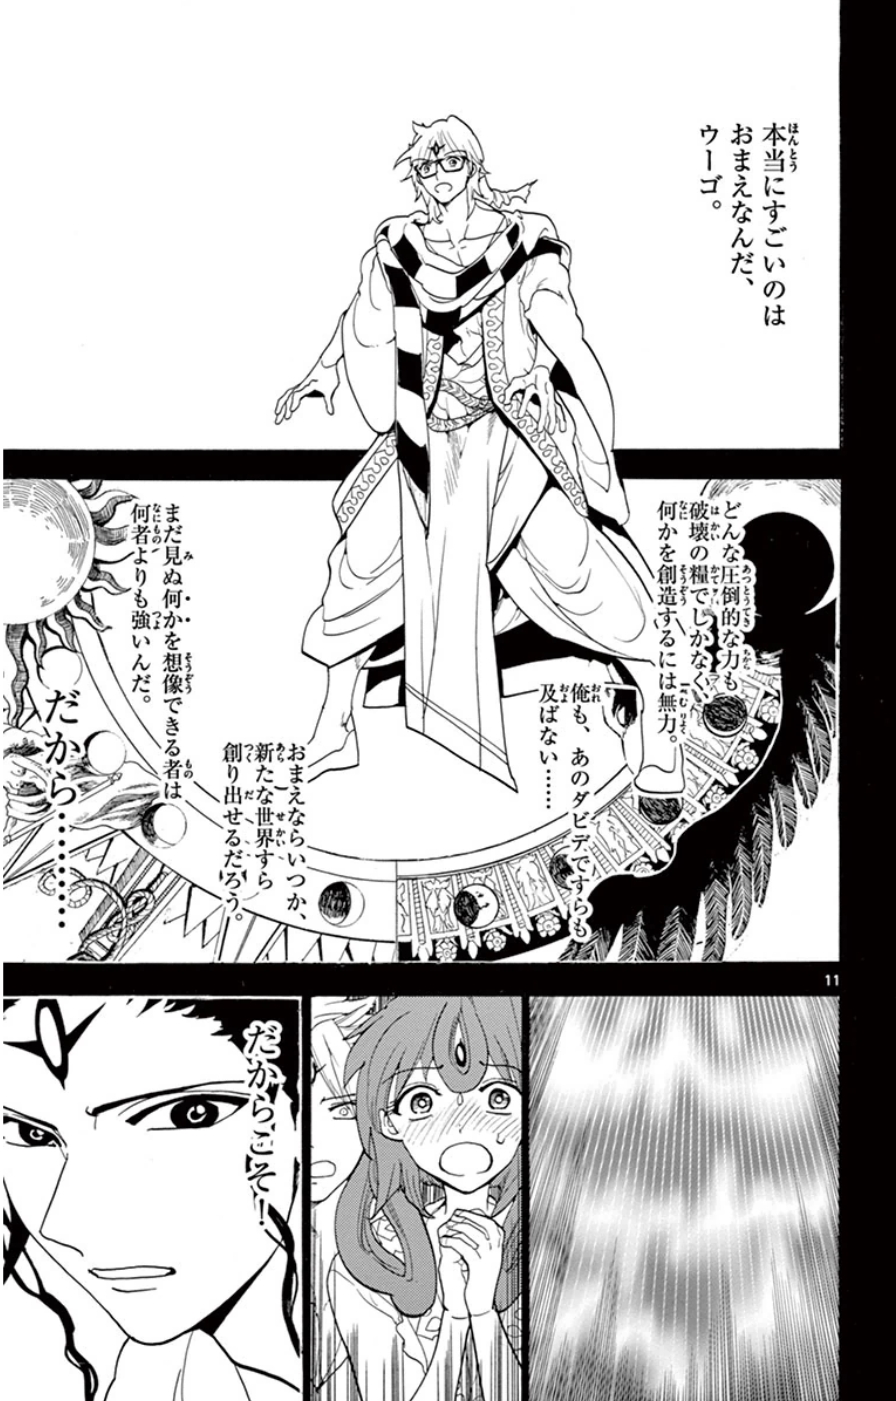 本当にすごいのは
おまえなんだ、
ウーゴ。
どんな圧倒的な力も
破壊の糧でしかなく、
何かを創造するには無力。
俺も、あのダビデですらも
及ばない……
おまえならいつか、
新たな世界すら
創り出せるだろう。
まだ見ぬ何かを想像できる者は
何者よりも強いんだ。
だから…………
11
だからこそ！